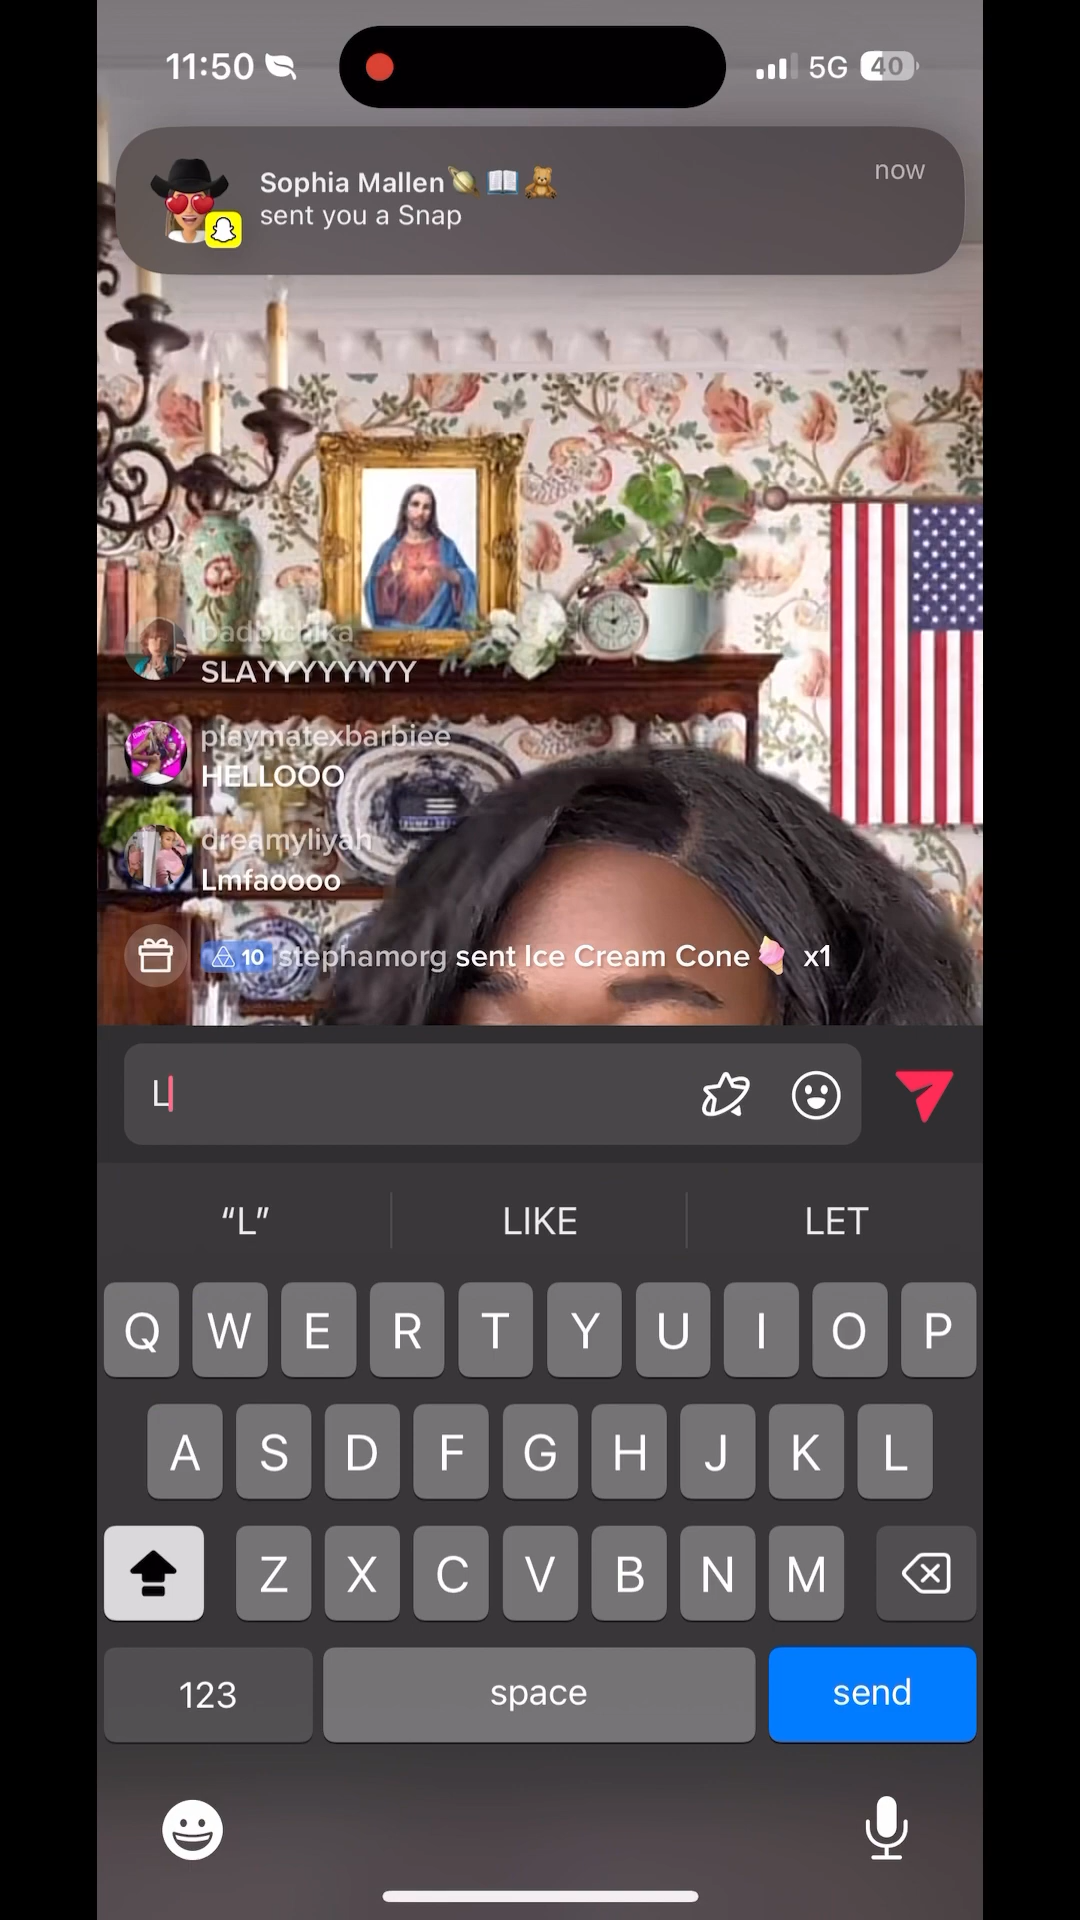 11:50
5G
40
Sophia Mallen
now
sent you a Snap
badbichika
SLAYYYYYYYY
playmatexbarbiee
HELLOOO
dreamyliyah
Lmfaoooo
10 stephamorg sent Ice Cream Cone x1
L
“L” LIKE LET
Q W E R T Y U I O P
A S D F G H J K L
Z X C V B N M
123 space send